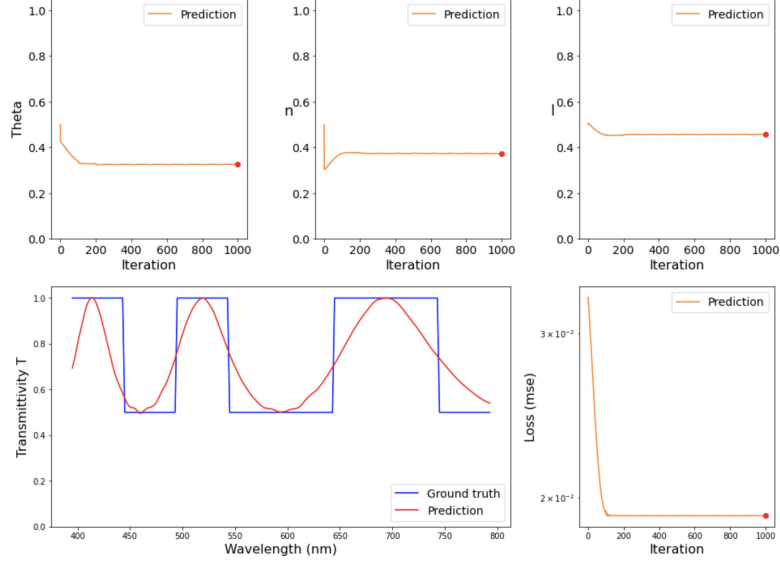 Prediction
1.0
0.8
0.6
0.4
0.2
0.0
Theta
0 200 400 600 800 1000
Iteration
Prediction
1.0
0.8
0.6
0.4
0.2
0.0
n
0 200 400 600 800 1000
Iteration
Prediction
1.0
0.8
0.6
0.4
0.2
0.0
l
0 200 400 600 800 1000
Iteration
1.0
0.8
0.6
0.4
0.2
0.0
Transmittivity T
Ground truth
Prediction
400 450 500 550 600 650 700 750 800
Wavelength (nm)
Prediction
3 × 10⁻²
2 × 10⁻²
Loss (mse)
0 200 400 600 800 1000
Iteration